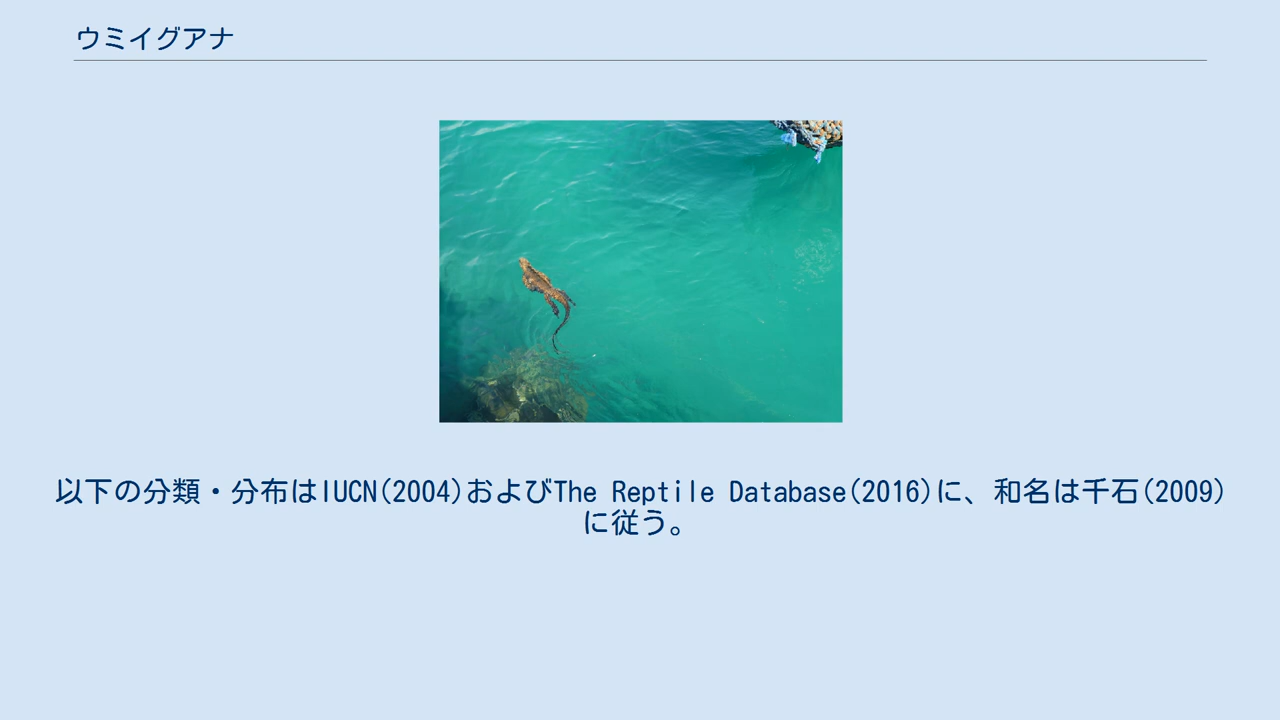 ウミイグアナ
以下の分類・分布はIUCN(2004)およびThe Reptile Database(2016)に、和名は千石(2009)
に従う。